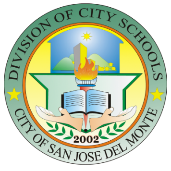 DIVISION OF CITY SCHOOLS
2002
CITY OF SAN JOSE DEL MONTE